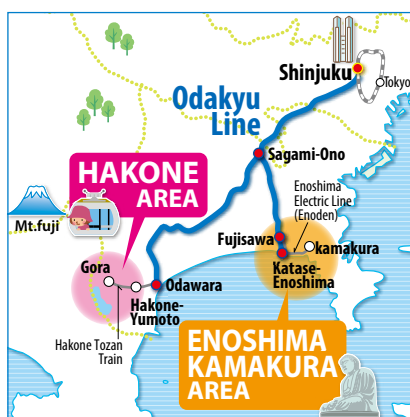 Shinjuku
Tokyo
Odakyu
Line
Sagami-Ono
HAKONE
AREA
Enoshima
Electric Line
(Enoden)
Mt.fuji
Fujisawa
kamakura
Gora
Katase-
Enoshima
Odawara
Hakone-
Yumoto
Hakone Tozan
Train
ENOSHIMA
KAMAKURA
AREA